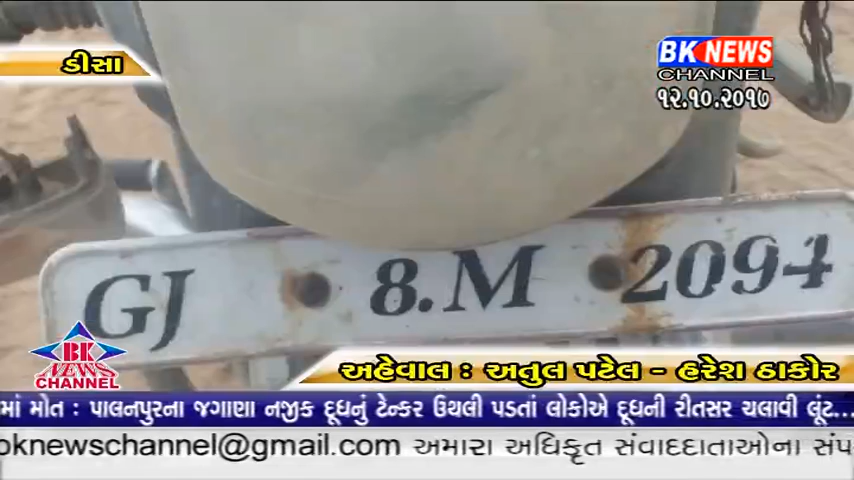 ડીસા
BK NEWS
CHANNEL
૧૨.૧૦.૨૦૧૭
GJ 8.M 2094
BK
NEWS
CHANNEL
અહેવાલ : અતુલ પટેલ - હરેશ ઠાકોર
માં મોત : પાલનપુરના જગાણા નજીક દૂધનું ટેન્કર ઉથલી પડતાં લોકોએ દૂધની રીતસર ચલાવી લૂંટ...
oknewschannel@gmail.com અમારા અધિકૃત સંવાદદાતાઓના સંપ